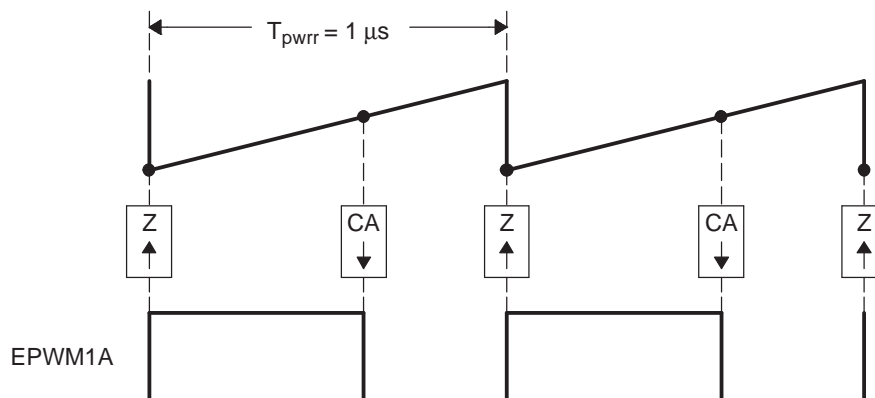 T_pwrr = 1 μs
Z CA Z CA Z
EPWM1A